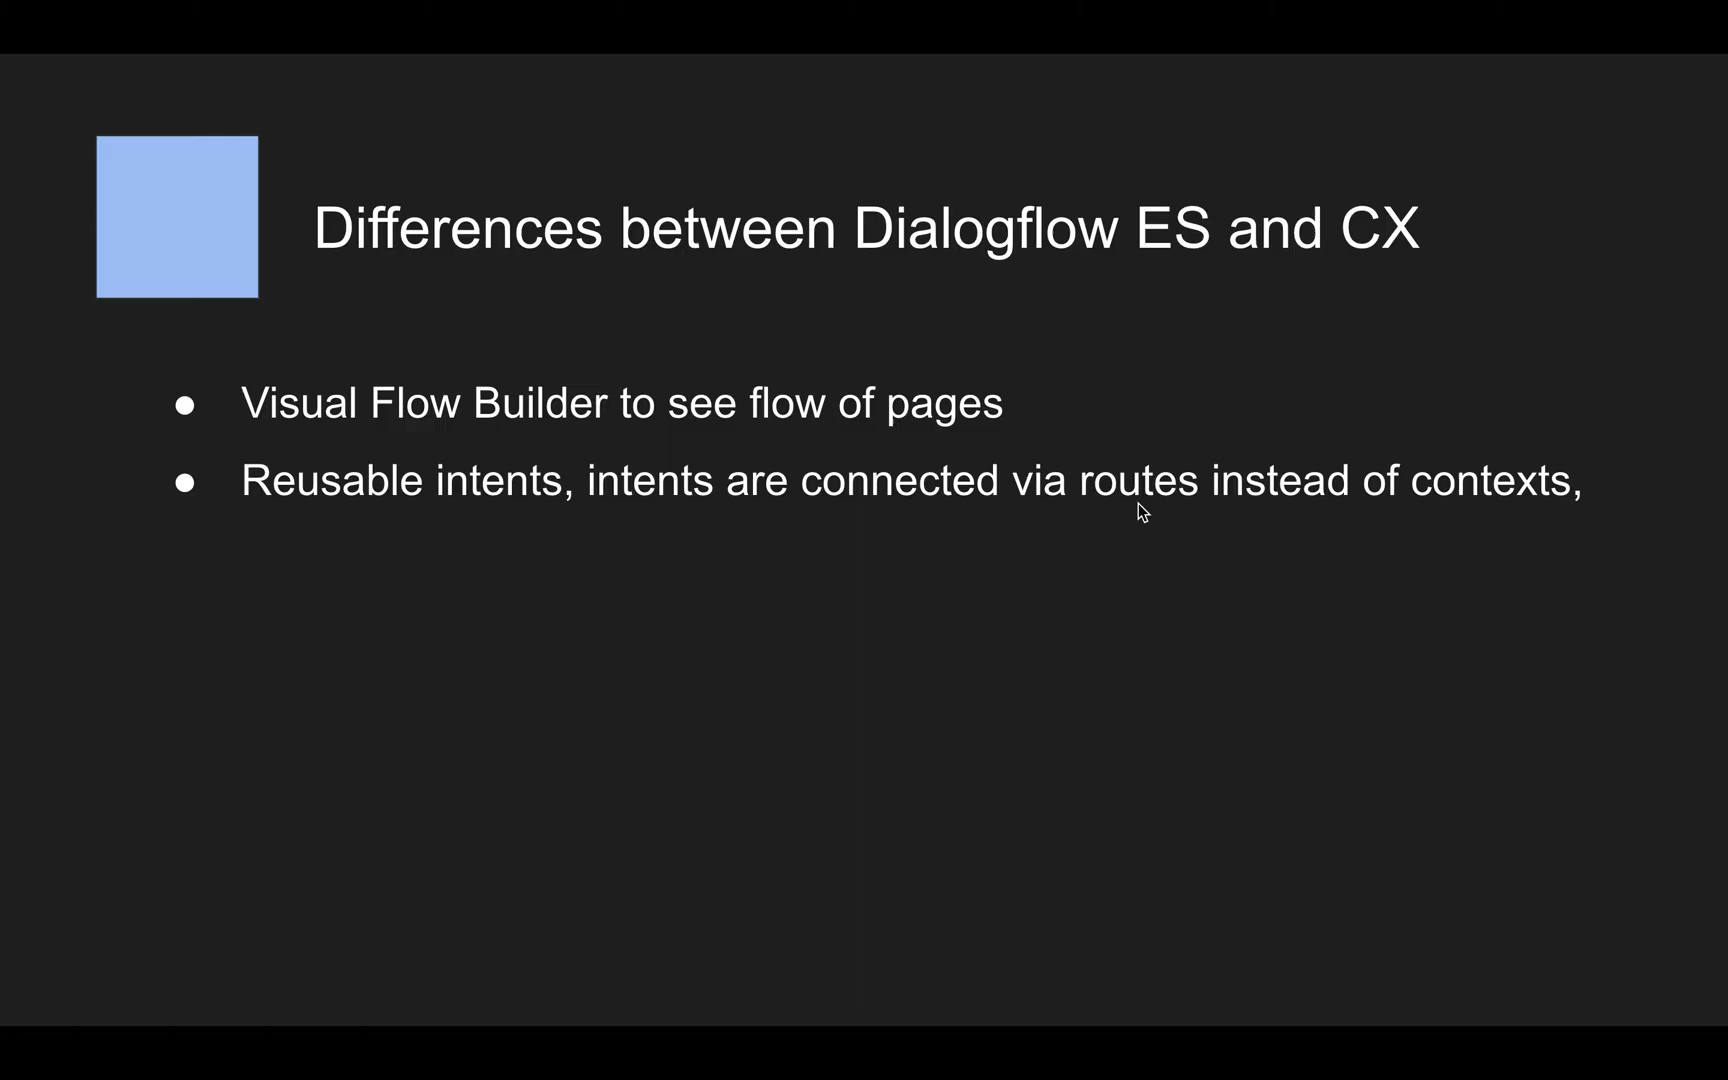 Differences between Dialogflow ES and CX
● Visual Flow Builder to see flow of pages
● Reusable intents, intents are connected via routes instead of contexts,